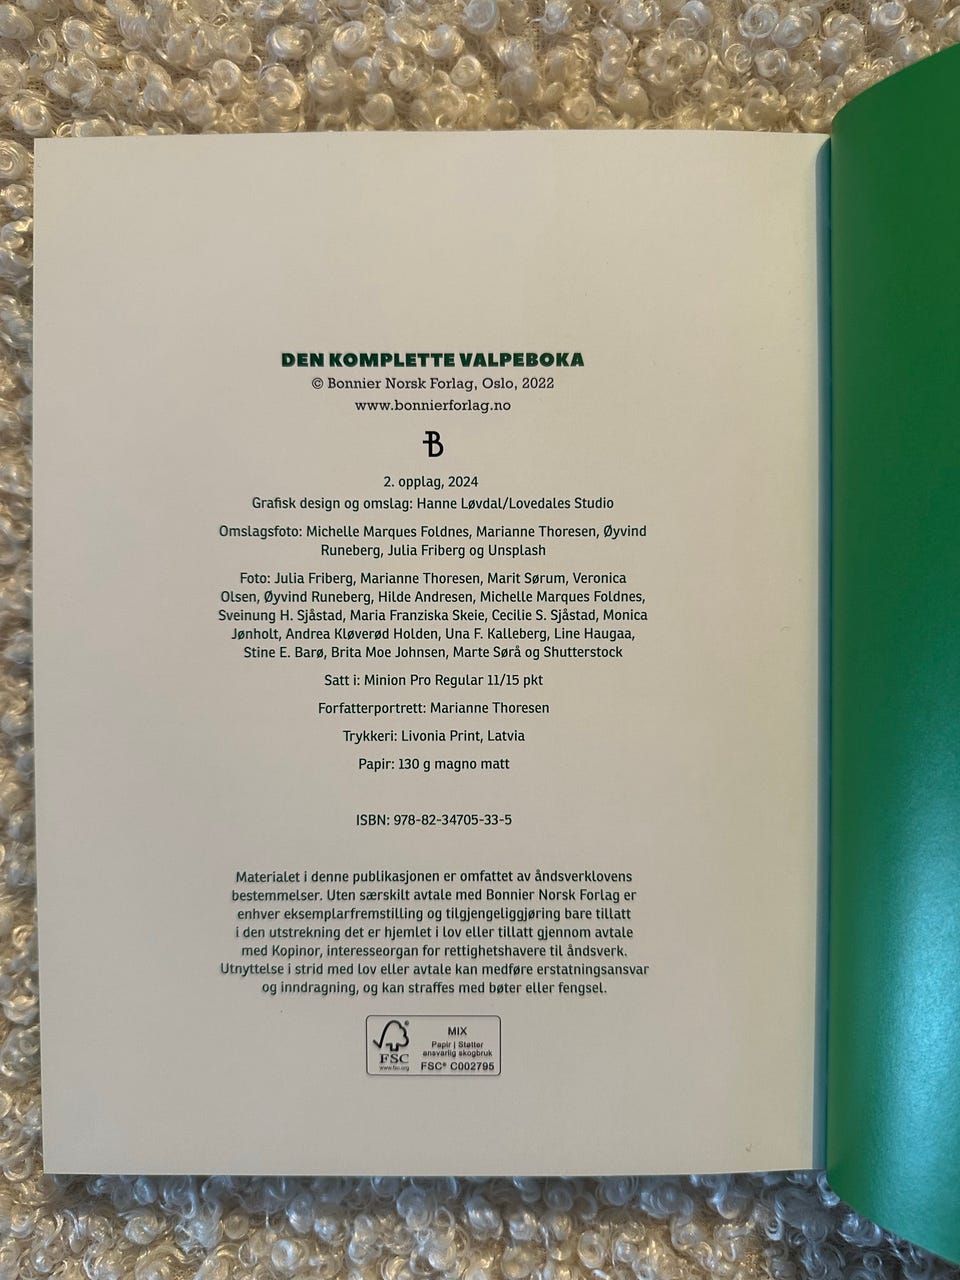 DEN KOMPLETTE VALPEBOKA
© Bonnier Norsk Forlag, Oslo, 2022
www.bonnierforlag.no
B
2. opplag, 2024
Grafisk design og omslag: Hanne Løvdal/Lovedales Studio
Omslagsfoto: Michelle Marques Foldnes, Marianne Thoresen, Øyvind
Runeberg, Julia Friberg og Unsplash
Foto: Julia Friberg, Marianne Thoresen, Marit Sørum, Veronica
Olsen, Øyvind Runeberg, Hilde Andresen, Michelle Marques Foldnes,
Sveinung H. Sjåstad, Maria Franziska Skeie, Cecilie S. Sjåstad, Monica
Jønholt, Andrea Kløverød Holden, Una F. Kalleberg, Line Haugaa,
Stine E. Barø, Brita Moe Johnsen, Marte Sørå og Shutterstock
Satt i: Minion Pro Regular 11/15 pkt
Forfatterportrett: Marianne Thoresen
Trykkeri: Livonia Print, Latvia
Papir: 130 g magno matt
ISBN: 978-82-34705-33-5
Materialet i denne publikasjonen er omfattet av åndsverklovens
bestemmelser. Uten særskilt avtale med Bonnier Norsk Forlag er
enhver eksemplarfremstilling og tilgjengeliggjøring bare tillatt
i den utstrekning det er hjemlet i lov eller tillatt gjennom avtale
med Kopinor, interesseorgan for rettighetshavere til åndsverk.
Utnyttelse i strid med lov eller avtale kan medføre erstatningsansvar
og inndragning, og kan straffes med bøter eller fengsel.
FSC
www.fsc.org
MIX
Papir | Støtter
ansvarlig skogbruk
FSC® C002795